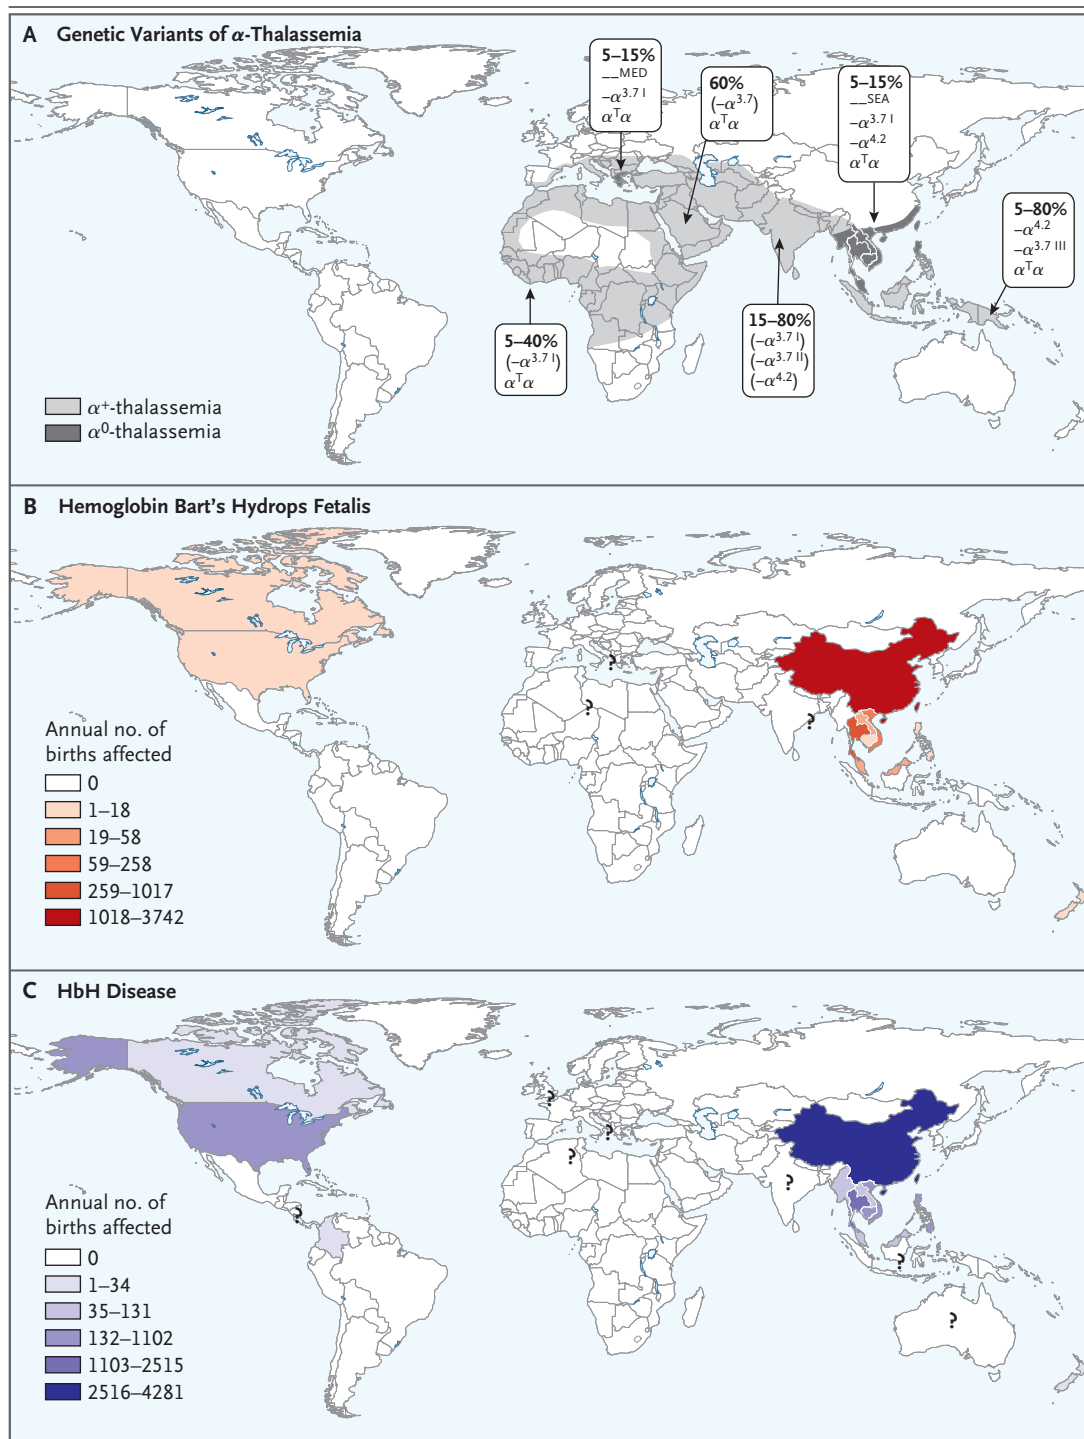 A Genetic Variants of α-Thalassemia
5–15%
__MED
-α3.7 I
αTα
60%
(-α3.7)
αTα
5–15%
__SEA
-α3.7 I
-α4.2
αTα
5–80%
-α4.2
-α3.7 III
αTα
5–40%
(-α3.7 I)
αTα
15–80%
(-α3.7 I)
(-α3.7 II)
(-α4.2)
α+-thalassemia
α0-thalassemia
B Hemoglobin Bart’s Hydrops Fetalis
?
?
?
Annual no. of
births affected
0
1–18
19–58
59–258
259–1017
1018–3742
C HbH Disease
?
?
?
?
?
?
?
Annual no. of
births affected
0
1–34
35–131
132–1102
1103–2515
2516–4281